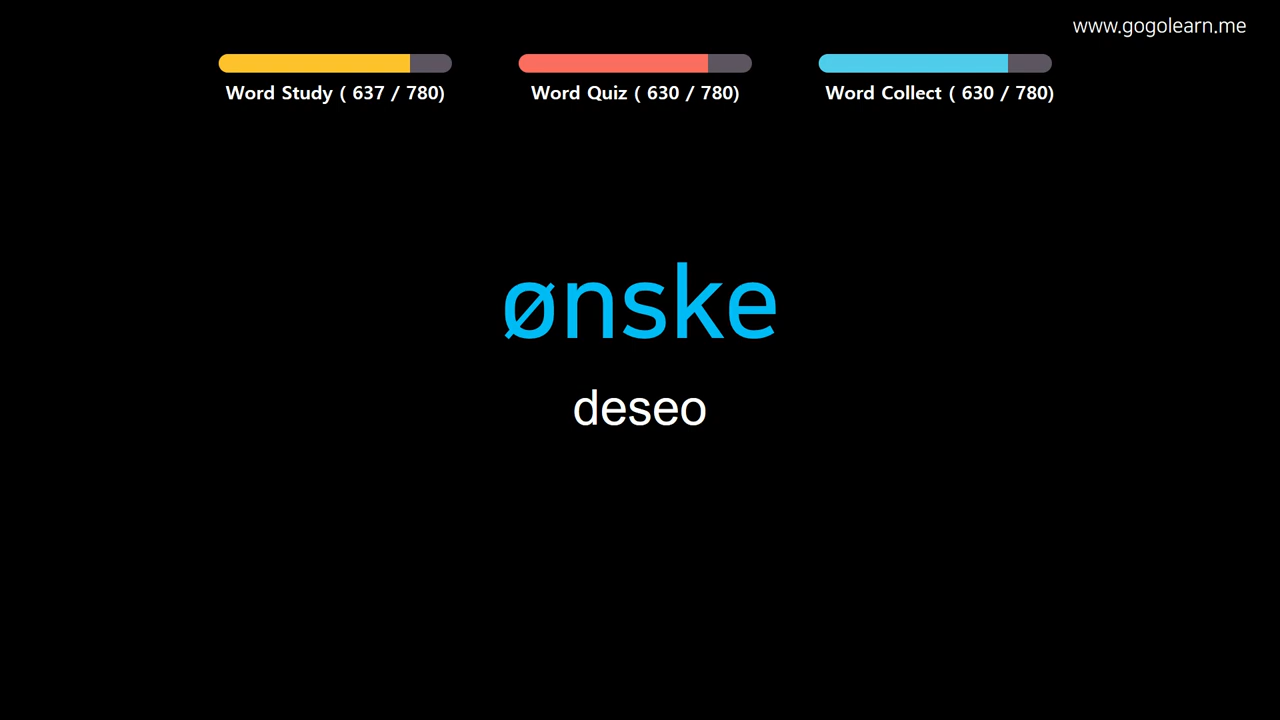 www.gogolearn.me
Word Study ( 637 / 780)
Word Quiz ( 630 / 780)
Word Collect ( 630 / 780)
ønske
deseo